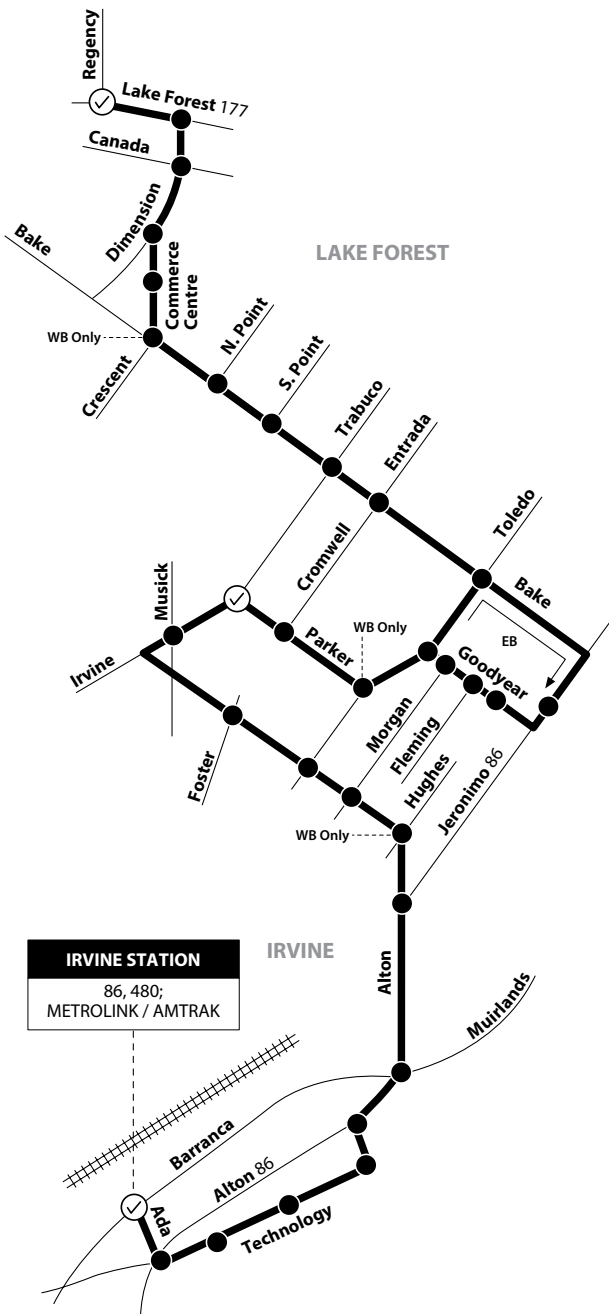 Regency
Lake Forest 177
Canada
Dimension
Bake
LAKE FOREST
Commerce
Centre
WB Only
Crescent
N. Point
S. Point
Trabuco
Entrada
Toledo
Cromwell
Bake
Musick
WB Only
EB
Parker
Goodyear
Irvine
Morgan
Fleming
Foster
Hughes
Jeronimo 86
WB Only
IRVINE STATION
86, 480;
METROLINK / AMTRAK
IRVINE
Alton
Muirlands
Barranca
Alton 86
Ada
Technology